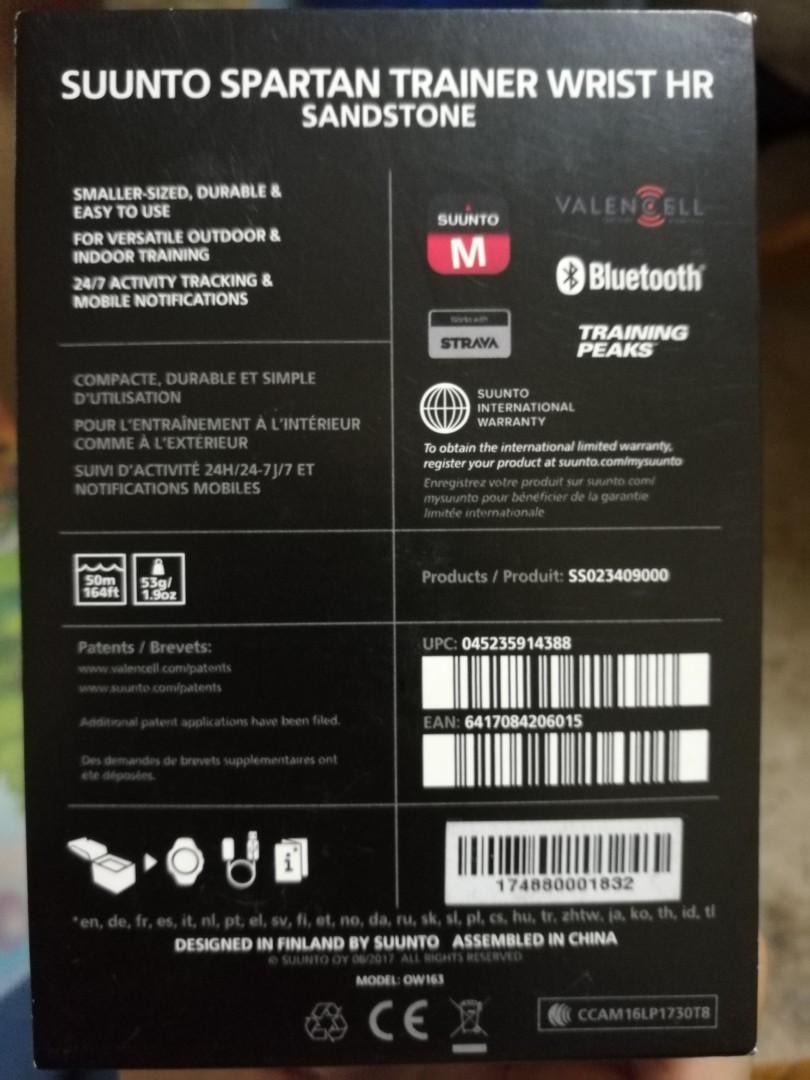 SUUNTO SPARTAN TRAINER WRIST HR
SANDSTONE
SMALLER-SIZED, DURABLE &
EASY TO USE
FOR VERSATILE OUTDOOR &
INDOOR TRAINING
24/7 ACTIVITY TRACKING &
MOBILE NOTIFICATIONS
COMPACTE, DURABLE ET SIMPLE
D'UTILISATION
POUR L'ENTRAÎNEMENT À L'INTÉRIEUR
COMME À L'EXTÉRIEUR
SUIVI D'ACTIVITÉ 24H/24-7J/7 ET
NOTIFICATIONS MOBILES
SUUNTO
M
VALENCELL
Bluetooth
Works with
STRAVA
TRAINING
PEAKS
SUUNTO
INTERNATIONAL
WARRANTY
To obtain the international limited warranty,
register your product at suunto.com/mysuunto
Enregistrez votre produit sur suunto.com/
mysuunto pour bénéficier de la garantie
limitée internationale
50m
164ft
53g/
1.9oz
Products / Produit: SS023409000
Patents / Brevets:
www.valencell.com/patents
www.suunto.com/patents
Additional patent applications have been filed.
Des demandes de brevets supplémentaires ont
été déposées.
UPC: 045235914388
EAN: 6417084206015
174880001832
*en, de, fr, es, it, nl, pt, el, sv, fi, et, no, da, ru, sk, sl, pl, cs, hu, tr, zhtw, ja, ko, th, id, tl
DESIGNED IN FINLAND BY SUUNTO ASSEMBLED IN CHINA
© SUUNTO OY 08/2017 ALL RIGHTS RESERVED
MODEL: OW163
CE
CCAM16LP1730T8